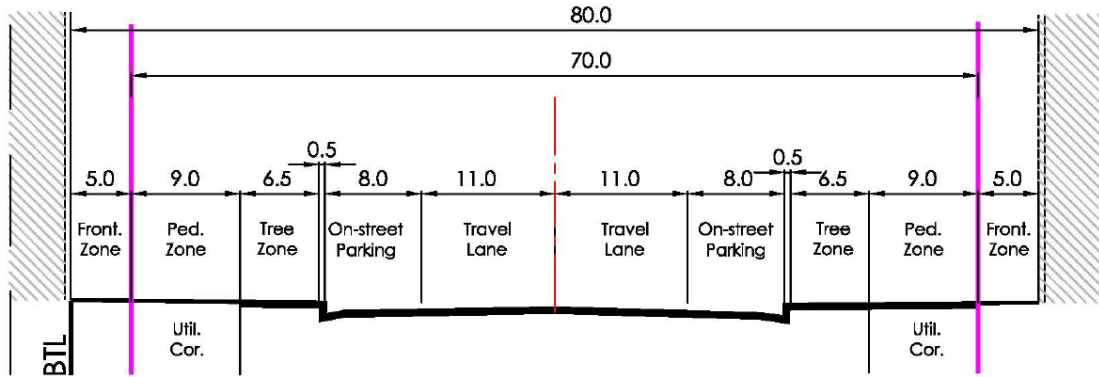 80.0
70.0
0.5
0.5
5.0 9.0 6.5 8.0 11.0 11.0 8.0 6.5 9.0 5.0
Front. Zone
Ped. Zone
Tree Zone
On-street Parking
Travel Lane
Travel Lane
On-street Parking
Tree Zone
Ped. Zone
Front. Zone
BTL
Util. Cor.
Util. Cor.